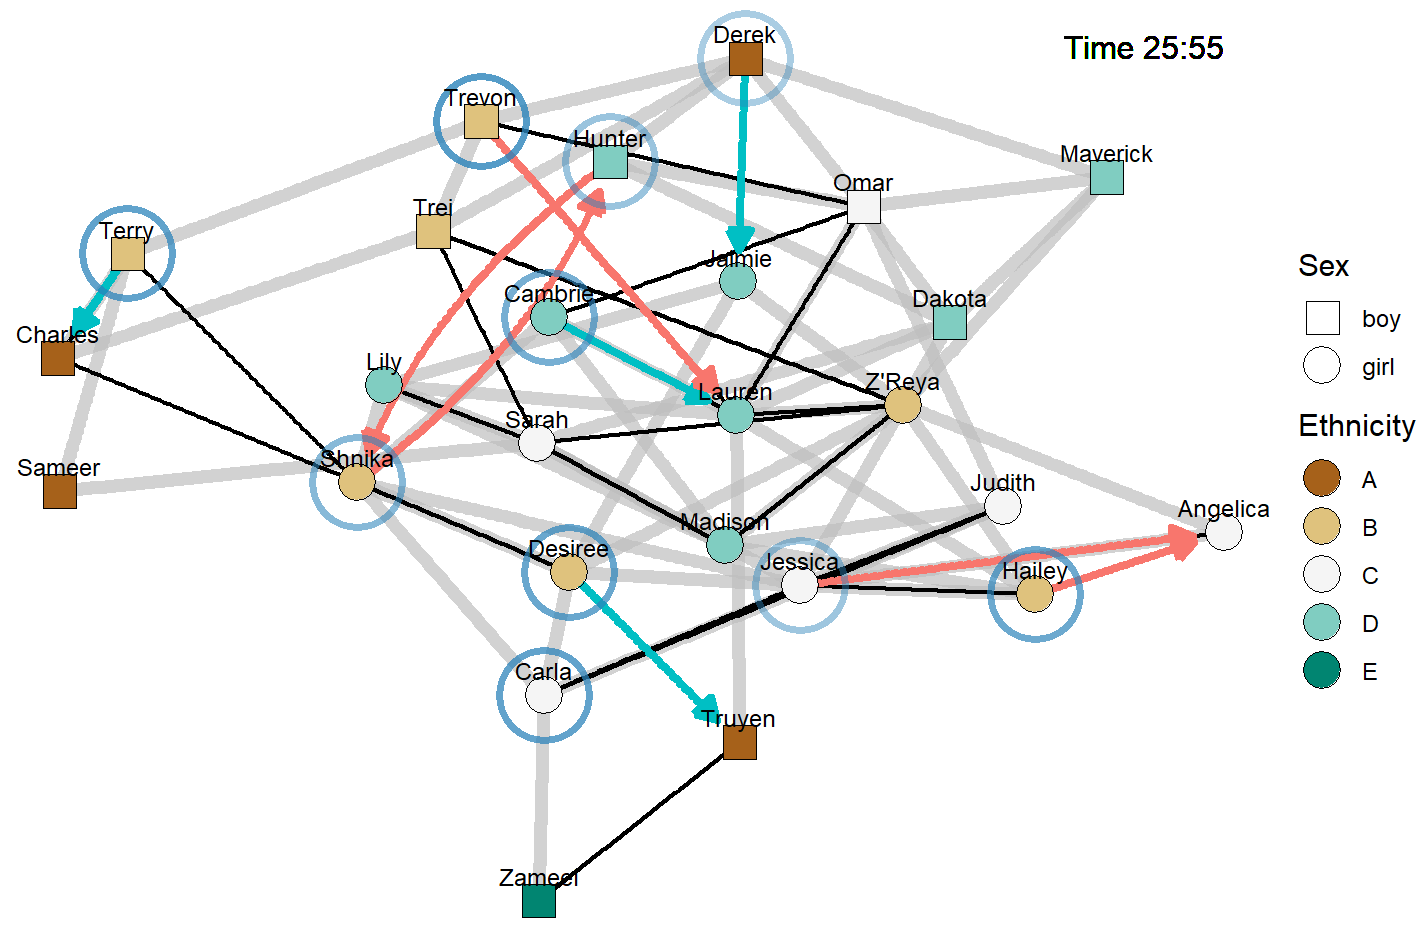 Derek
Time 25:55
Trevon
Hunter
Maverick
Omar
Trei
Terry
Jaimie
Cambrie
Dakota
Charles
Lily
Z'Reya
Lauren
Sarah
Shnika
Sameer
Judith
Angelica
Madison
Desiree
Jessica
Hailey
Carla
Truyen
Zameel
Sex
boy
girl
Ethnicity
A
B
C
D
E